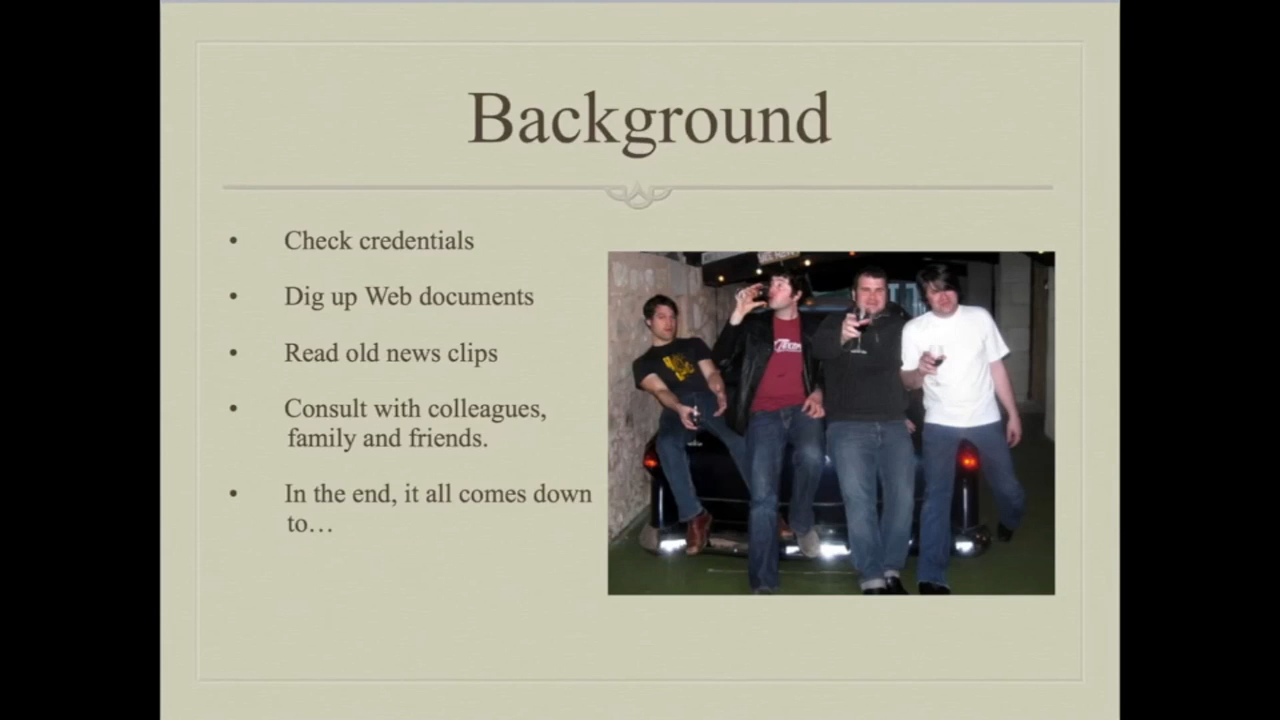 Background
• Check credentials
• Dig up Web documents
• Read old news clips
• Consult with colleagues,
family and friends.
• In the end, it all comes down
to…